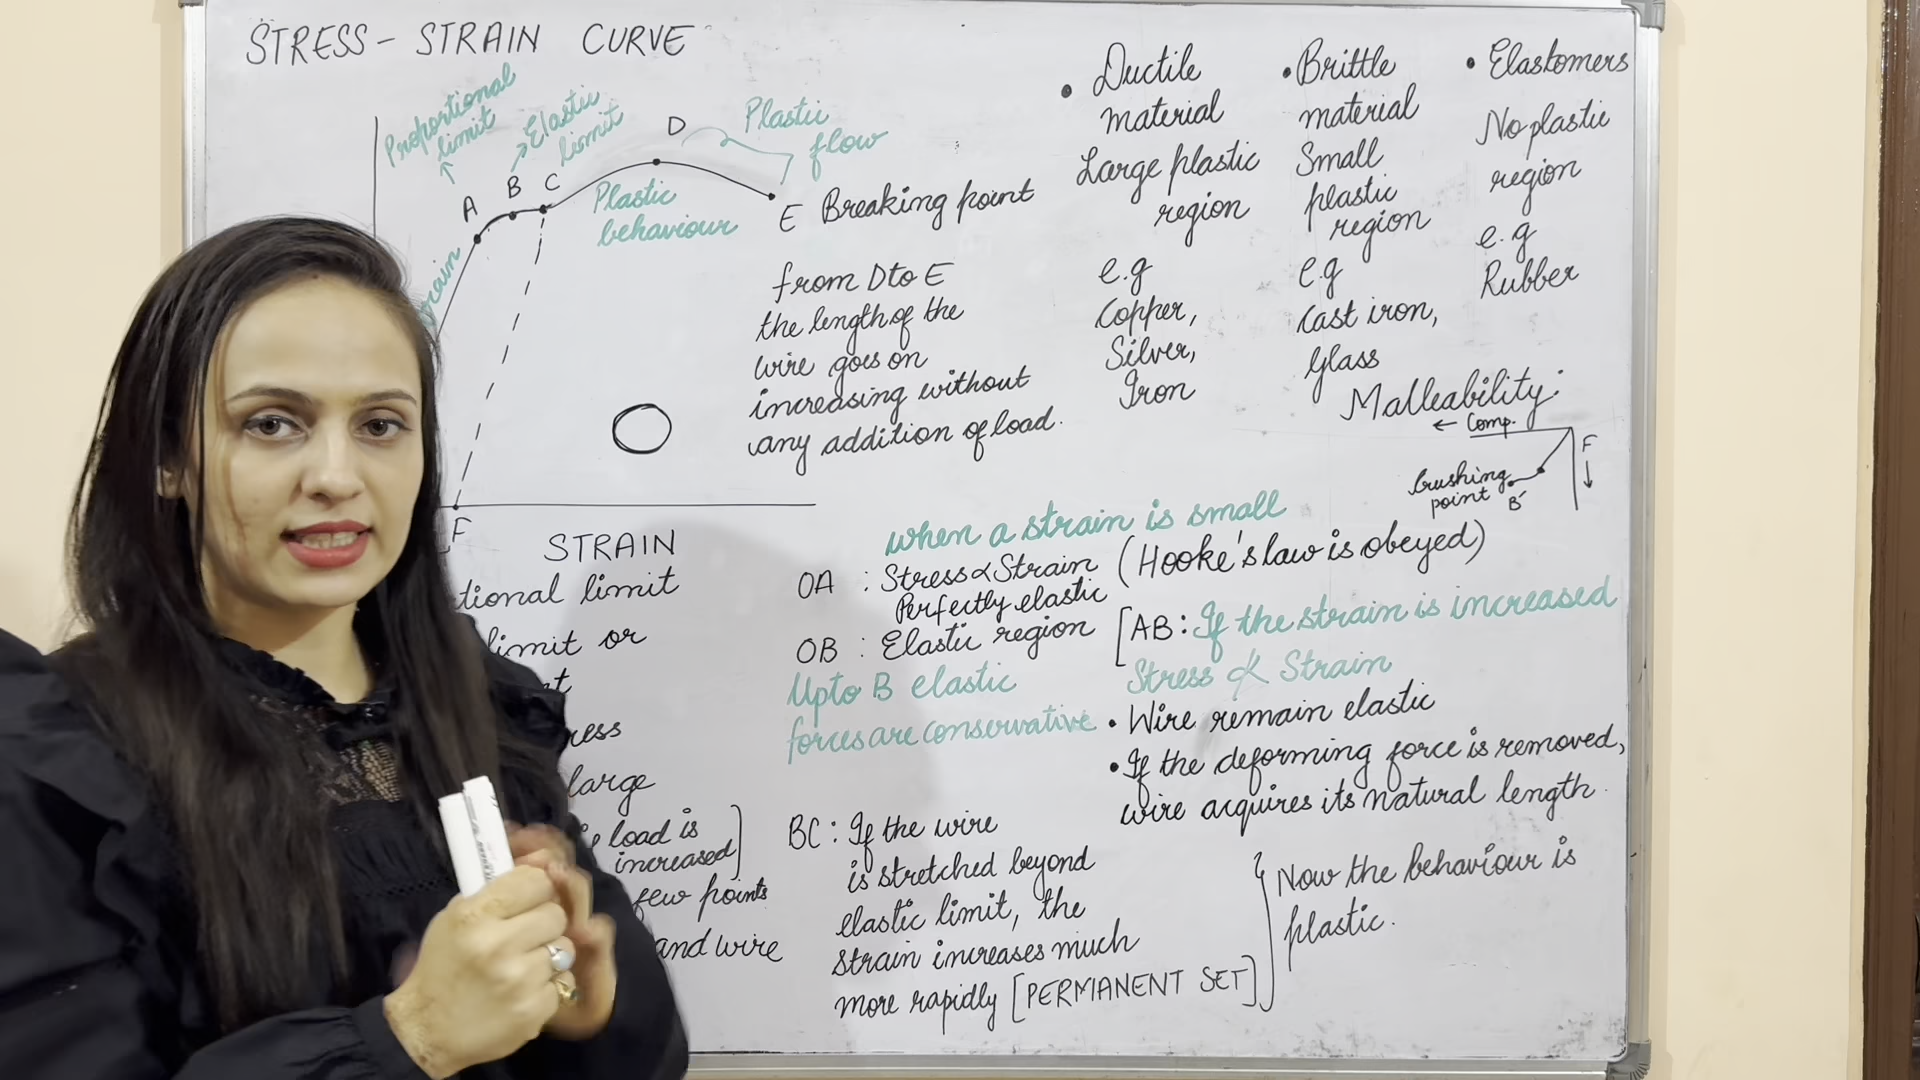 STRESS - STRAIN CURVE
Proportional
limit
Elastic
limit
A
B
C
D
Plastic
flow
Plastic
behaviour
E Breaking point
F
STRAIN
from D to E
the length of the
wire goes on
increasing without
any addition of load.
• Ductile
material
Large plastic
region
e.g
Copper,
Silver,
Iron
• Brittle
material
Small
plastic
region
e.g
cast iron,
Glass
• Elastomers
No plastic
region
e.g
Rubber
Malleability:
← Comp.
F
crushing
point B'
tional limit
limit or
ress
large
load is
increased]
few points
and wire
when a strain is small
OA : Stress ∝ Strain (Hooke's law is obeyed)
Perfectly elastic
OB : Elastic region
Upto B elastic
forces are conservative
[AB: If the strain is increased
Stress ∝̸ Strain
• Wire remain elastic
• If the deforming force is removed,
wire acquires its natural length.
BC: If the wire
is stretched beyond
elastic limit, the
strain increases much
more rapidly [PERMANENT SET]
Now the behaviour is
plastic.